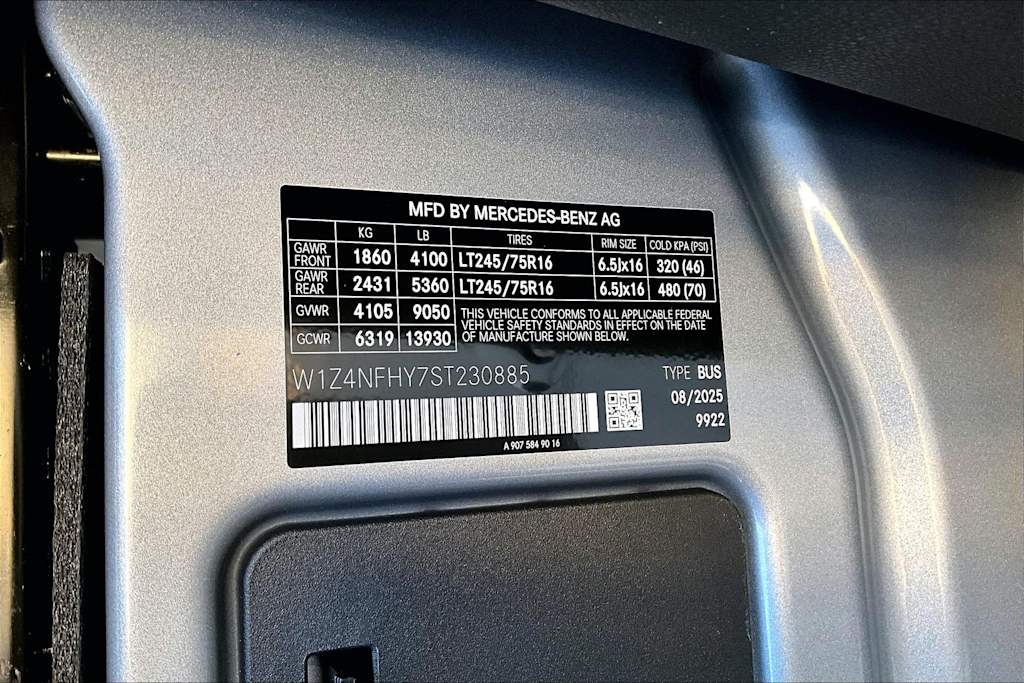 MFD BY MERCEDES-BENZ AG
KG LB TIRES RIM SIZE COLD KPA (PSI)
GAWR FRONT 1860 4100 LT245/75R16 6.5Jx16 320 (46)
GAWR REAR 2431 5360 LT245/75R16 6.5Jx16 480 (70)
GVWR 4105 9050
GCWR 6319 13930
THIS VEHICLE CONFORMS TO ALL APPLICABLE FEDERAL
VEHICLE SAFETY STANDARDS IN EFFECT ON THE DATE
OF MANUFACTURE SHOWN BELOW.
W1Z4NFHY7ST230885
TYPE BUS
08/2025
9922
A 907 584 90 16